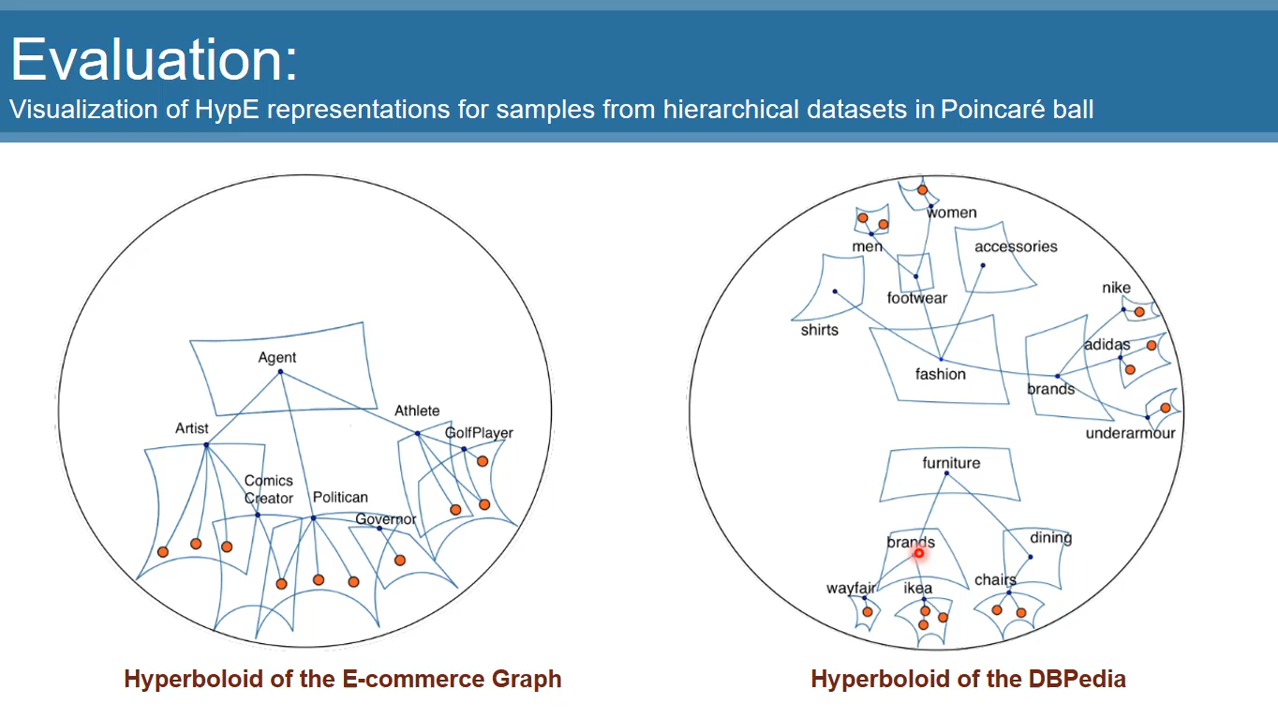 Evaluation:
Visualization of HypE representations for samples from hierarchical datasets in Poincaré ball
Agent
Artist
Athlete
GolfPlayer
Comics
Creator
Politican
Governor
Hyperboloid of the E-commerce Graph
women
men
accessories
footwear
shirts
nike
adidas
fashion
brands
underarmour
furniture
brands
dining
wayfair
ikea
chairs
Hyperboloid of the DBPedia